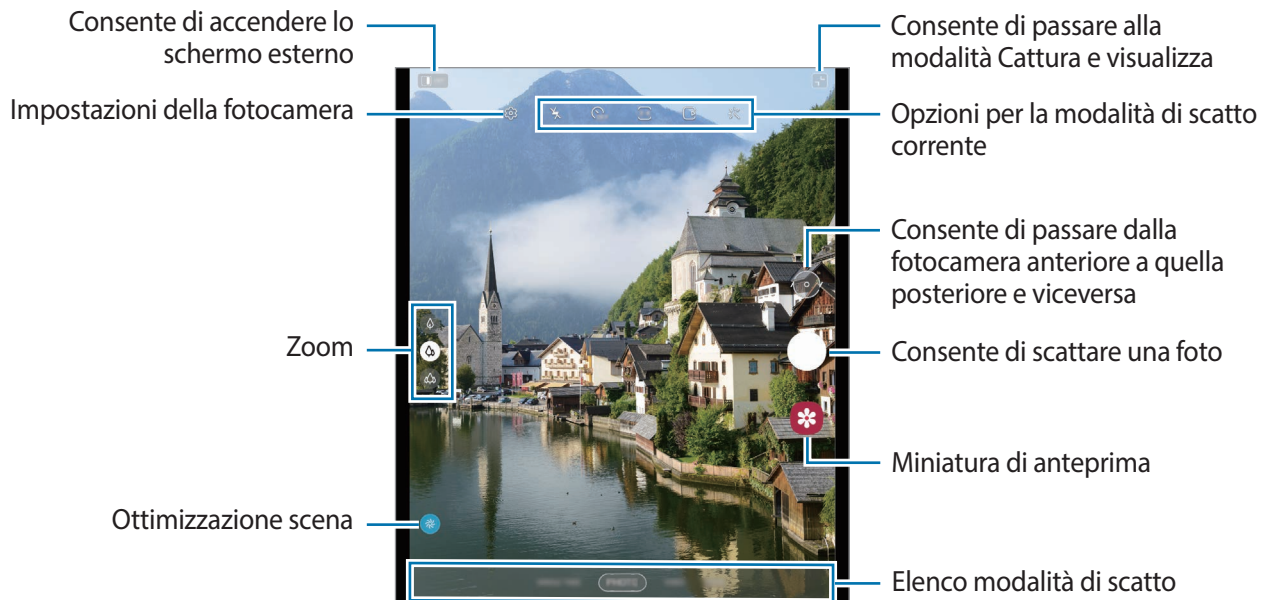 Consente di accendere lo
schermo esterno
Impostazioni della fotocamera
Zoom
Ottimizzazione scena
Consente di passare alla
modalità Cattura e visualizza
Opzioni per la modalità di scatto
corrente
Consente di passare dalla
fotocamera anteriore a quella
posteriore e viceversa
Consente di scattare una foto
Miniatura di anteprima
Elenco modalità di scatto
PHOTO